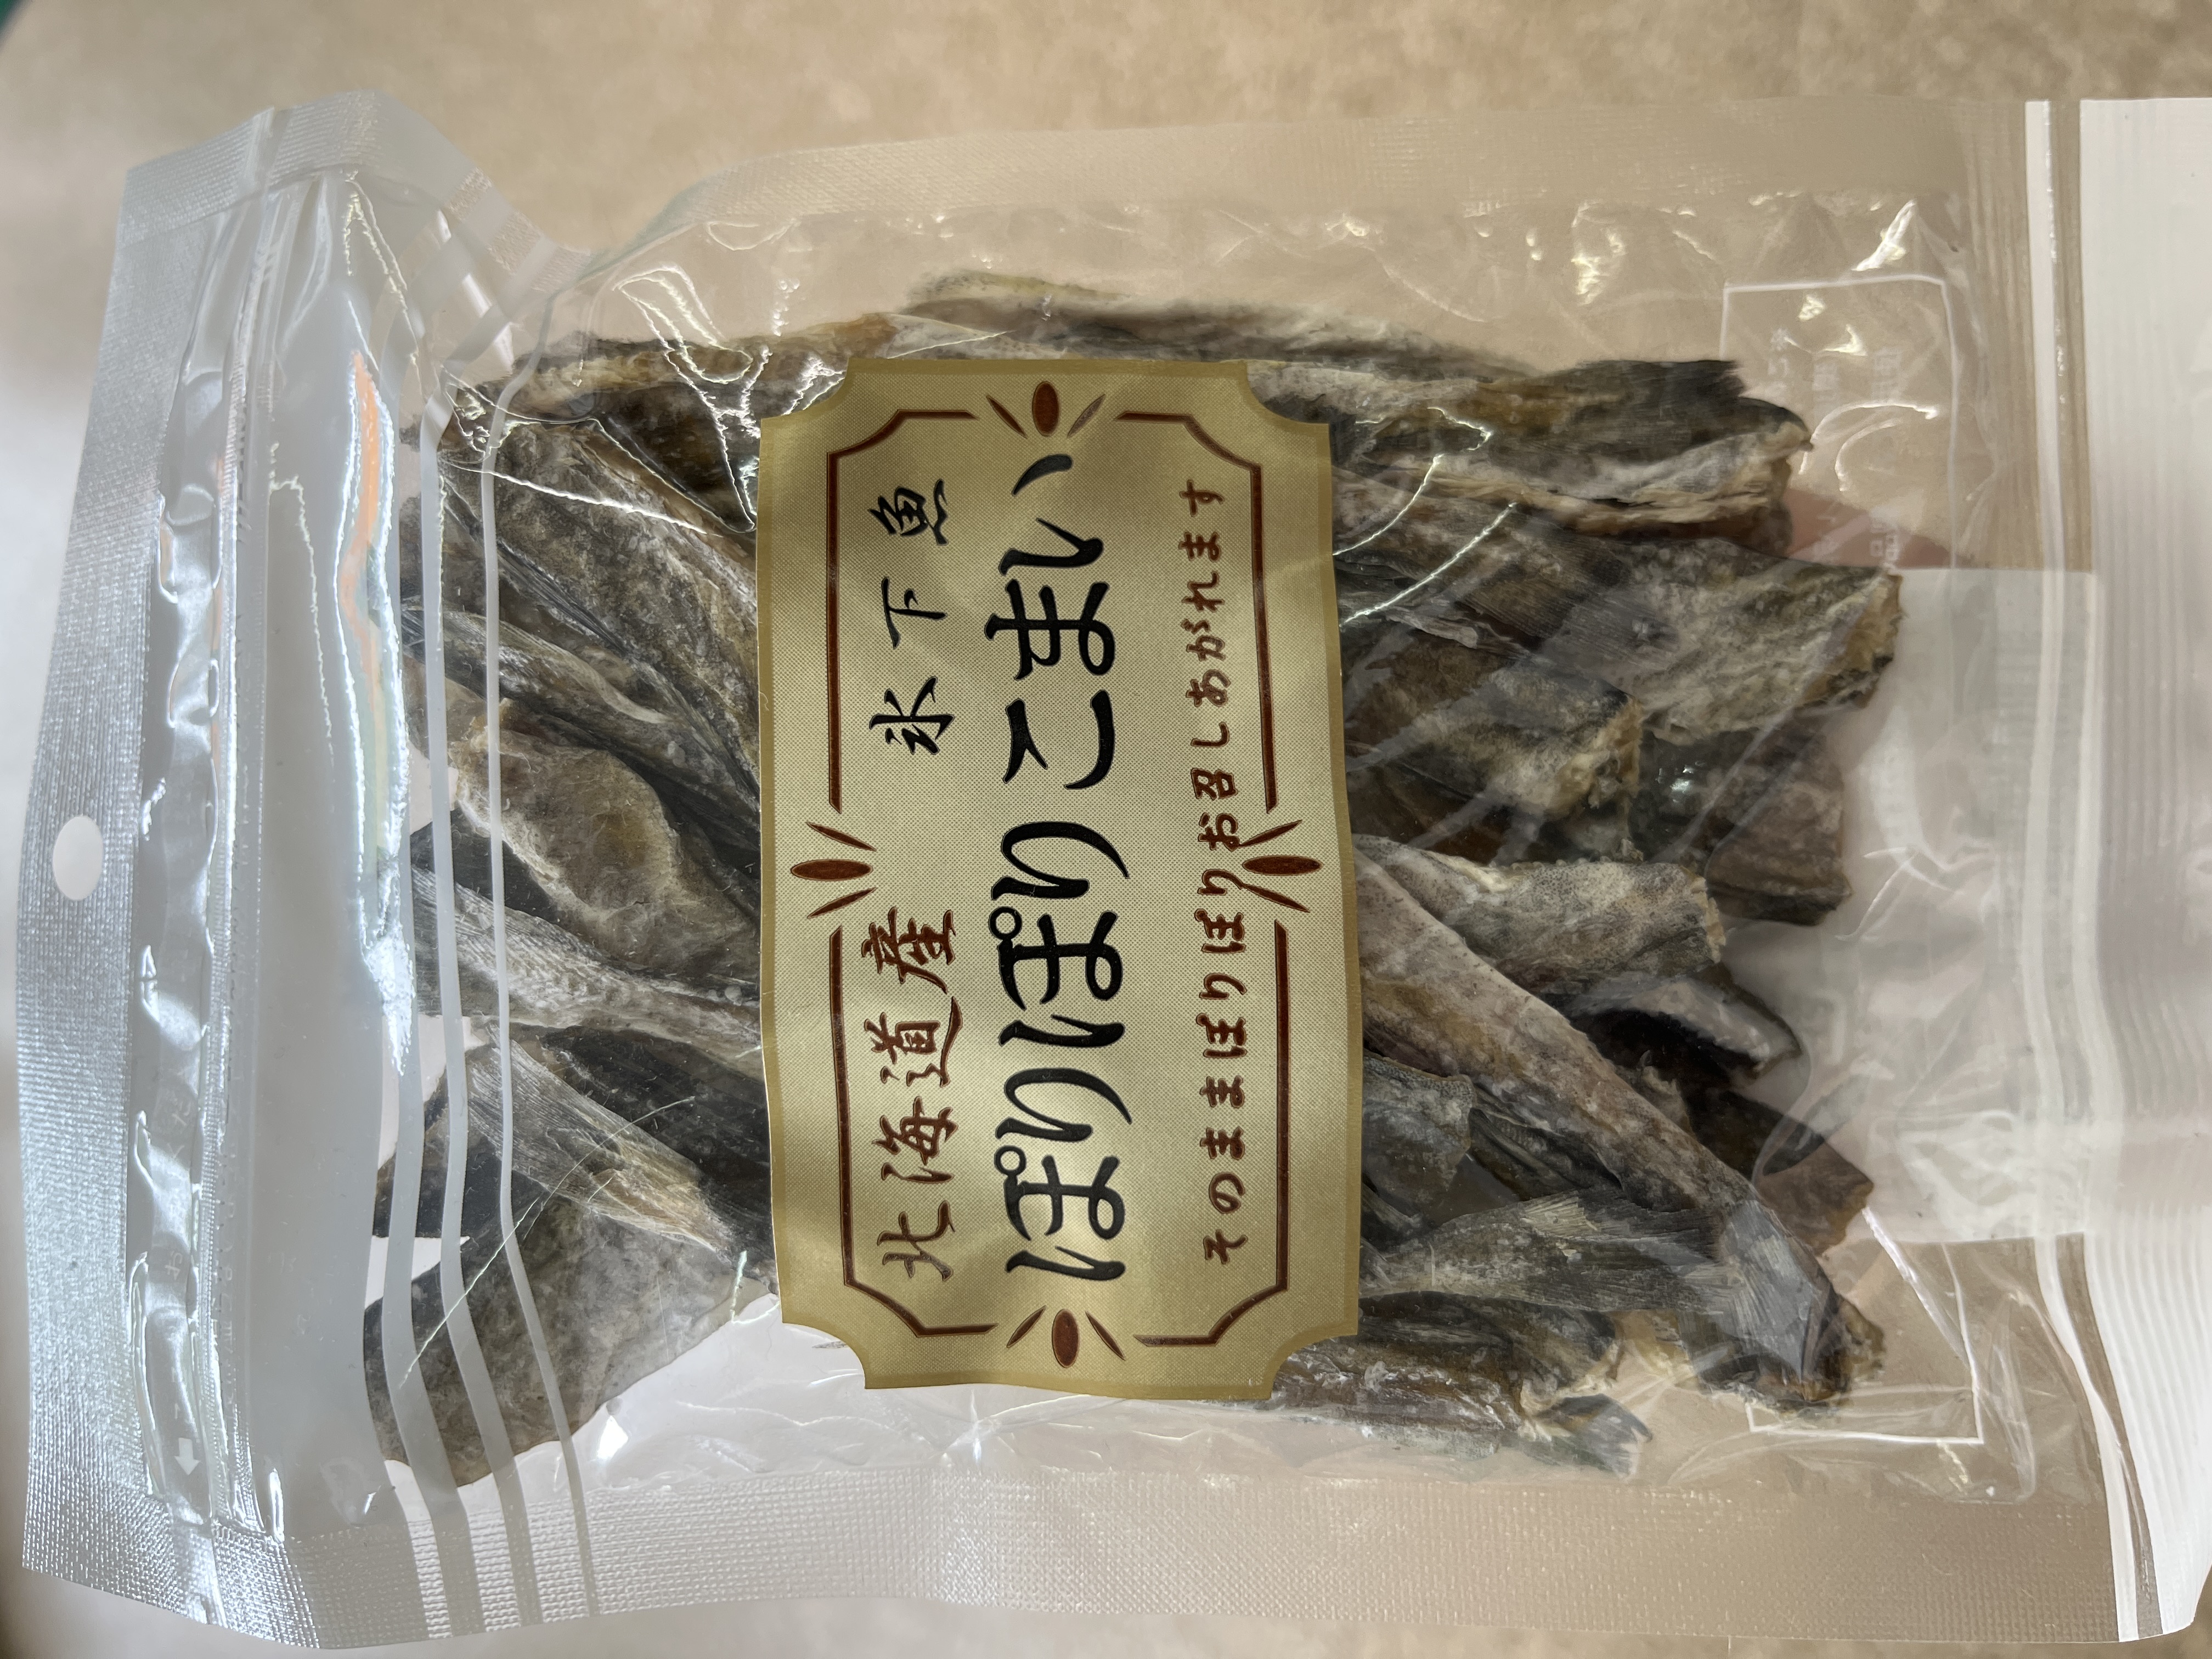 北海道産 氷下魚
ぽりぽりこまい
そのままぽりぽりお召しあがれます